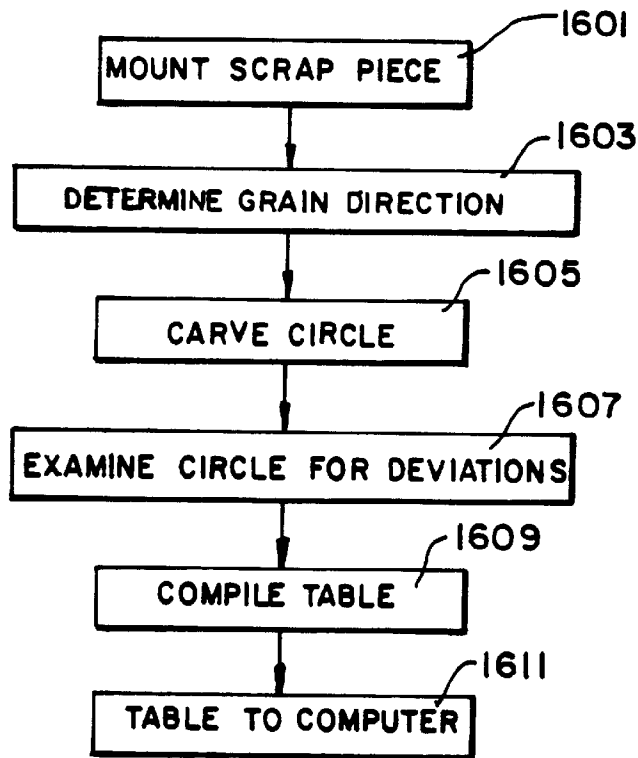 1601
MOUNT SCRAP PIECE
1603
DETERMINE GRAIN DIRECTION
1605
CARVE CIRCLE
1607
EXAMINE CIRCLE FOR DEVIATIONS
1609
COMPILE TABLE
1611
TABLE TO COMPUTER